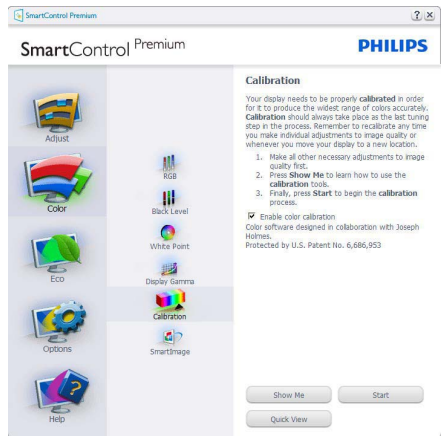 SmartControl Premium
SmartControl Premium
PHILIPS
Adjust
Color
Eco
Options
Help
RGB
Black Level
White Point
Display Gamma
Calibration
SmartImage
Calibration
Your display needs to be properly calibrated in order
for it to produce the widest range of colors accurately.
Calibration should always take place as the last tuning
step in the process. Remember to recalibrate any time
you make individual adjustments to image quality or
whenever you move your display to a new location.
1. Make all other necessary adjustments to image
quality first.
2. Press Show Me to learn how to use the
calibration tools.
3. Finally, press Start to begin the calibration
process.
Enable color calibration
Color software designed in collaboration with Joseph
Holmes.
Protected by U.S. Patent No. 6,686,953
Show Me
Start
Quick View